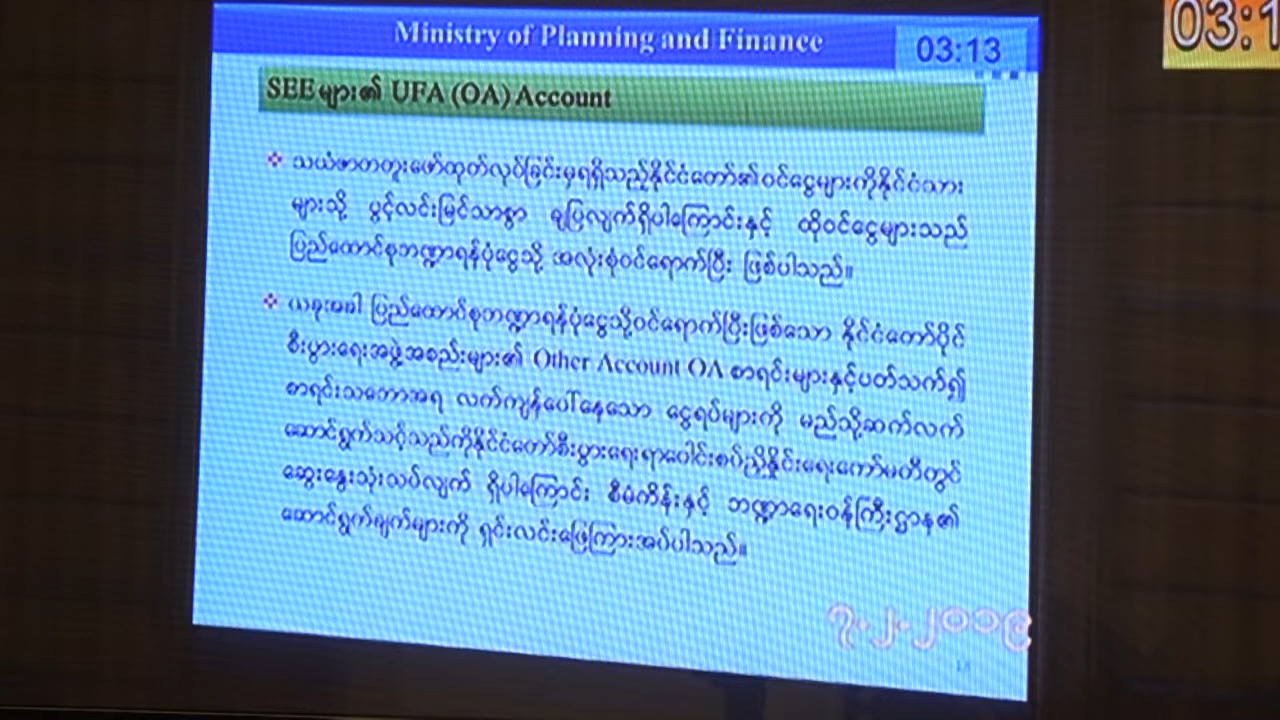 Ministry of Planning and Finance
03:13
03:1
SEE များ၏ UFA (OA) Account
သယံဇာတတူးဖော်ထုတ်လုပ်ခြင်းမှရရှိသည့်နိုင်ငံတော်၏ဝင်ငွေများကိုနိုင်ငံသား
များသို့ ပွင့်လင်းမြင်သာစွာ ချပြလျက်ရှိပါကြောင်းနှင့် ထိုဝင်ငွေများသည်
ပြည်ထောင်စုဘဏ္ဍာရန်ပုံငွေသို့ အလုံးစုံဝင်ရောက်ပြီး ဖြစ်ပါသည်။
ယခုအခါ ပြည်ထောင်စုဘဏ္ဍာရန်ပုံငွေသို့ဝင်ရောက်ပြီးဖြစ်သော နိုင်ငံတော်ပိုင်
စီးပွားရေးအဖွဲ့အစည်းများ၏ Other Account OA စာရင်းများနှင့်ပတ်သက်၍
စာရင်းသဘောအရ လက်ကျန်ပေါ်နေသော ငွေရပ်များကို မည်သို့ဆက်လက်
ဆောင်ရွက်သင့်သည်ကိုနိုင်ငံတော်စီးပွားရေးရာပေါင်းစပ်ညှိနှိုင်းရေးကော်မတီတွင်
ဆွေးနွေးသုံးသပ်လျက် ရှိပါကြောင်း စီမံကိန်းနှင့် ဘဏ္ဍာရေးဝန်ကြီးဌာန၏
ဆောင်ရွက်ချက်များကို ရှင်းလင်းဖြေကြားအပ်ပါသည်။
၇.၂.၂၀၁၉